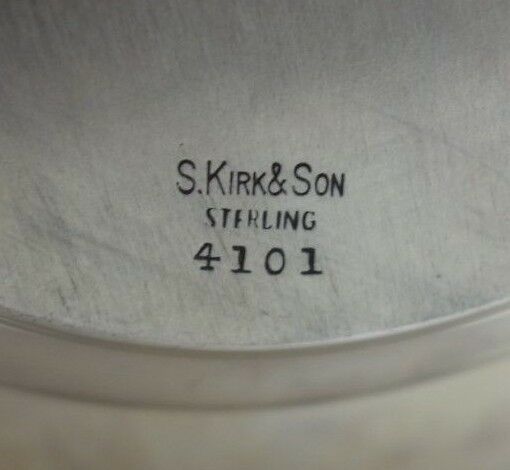 S. KIRK & SON
STERLING
4101